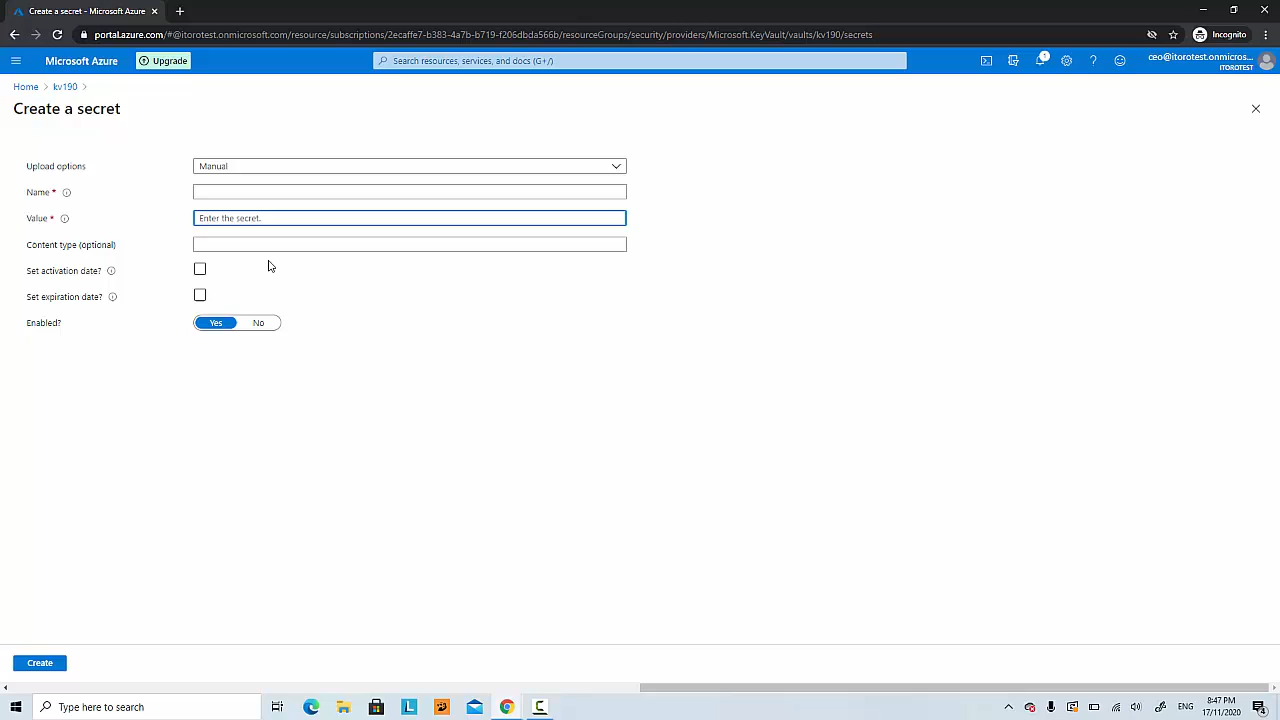 Create a secret - Microsoft Azure
portal.azure.com/#@itorotest.onmicrosoft.com/resource/subscriptions/2ecaffe7-b383-4a7b-b719-f206dbda566b/resourceGroups/security/providers/Microsoft.KeyVault/vaults/kv190/secrets
Incognito
Microsoft Azure
Upgrade
Search resources, services, and docs (G+/)
1
ceo@itorotest.onmicros...
ITOROTEST
Home > kv190 >
Create a secret
Upload options
Manual
Name *
Value *
Enter the secret.
Content type (optional)
Set activation date?
Set expiration date?
Enabled?
Yes
No
Create
Type here to search
L
ENG
8:47 PM
17/11/2020
4